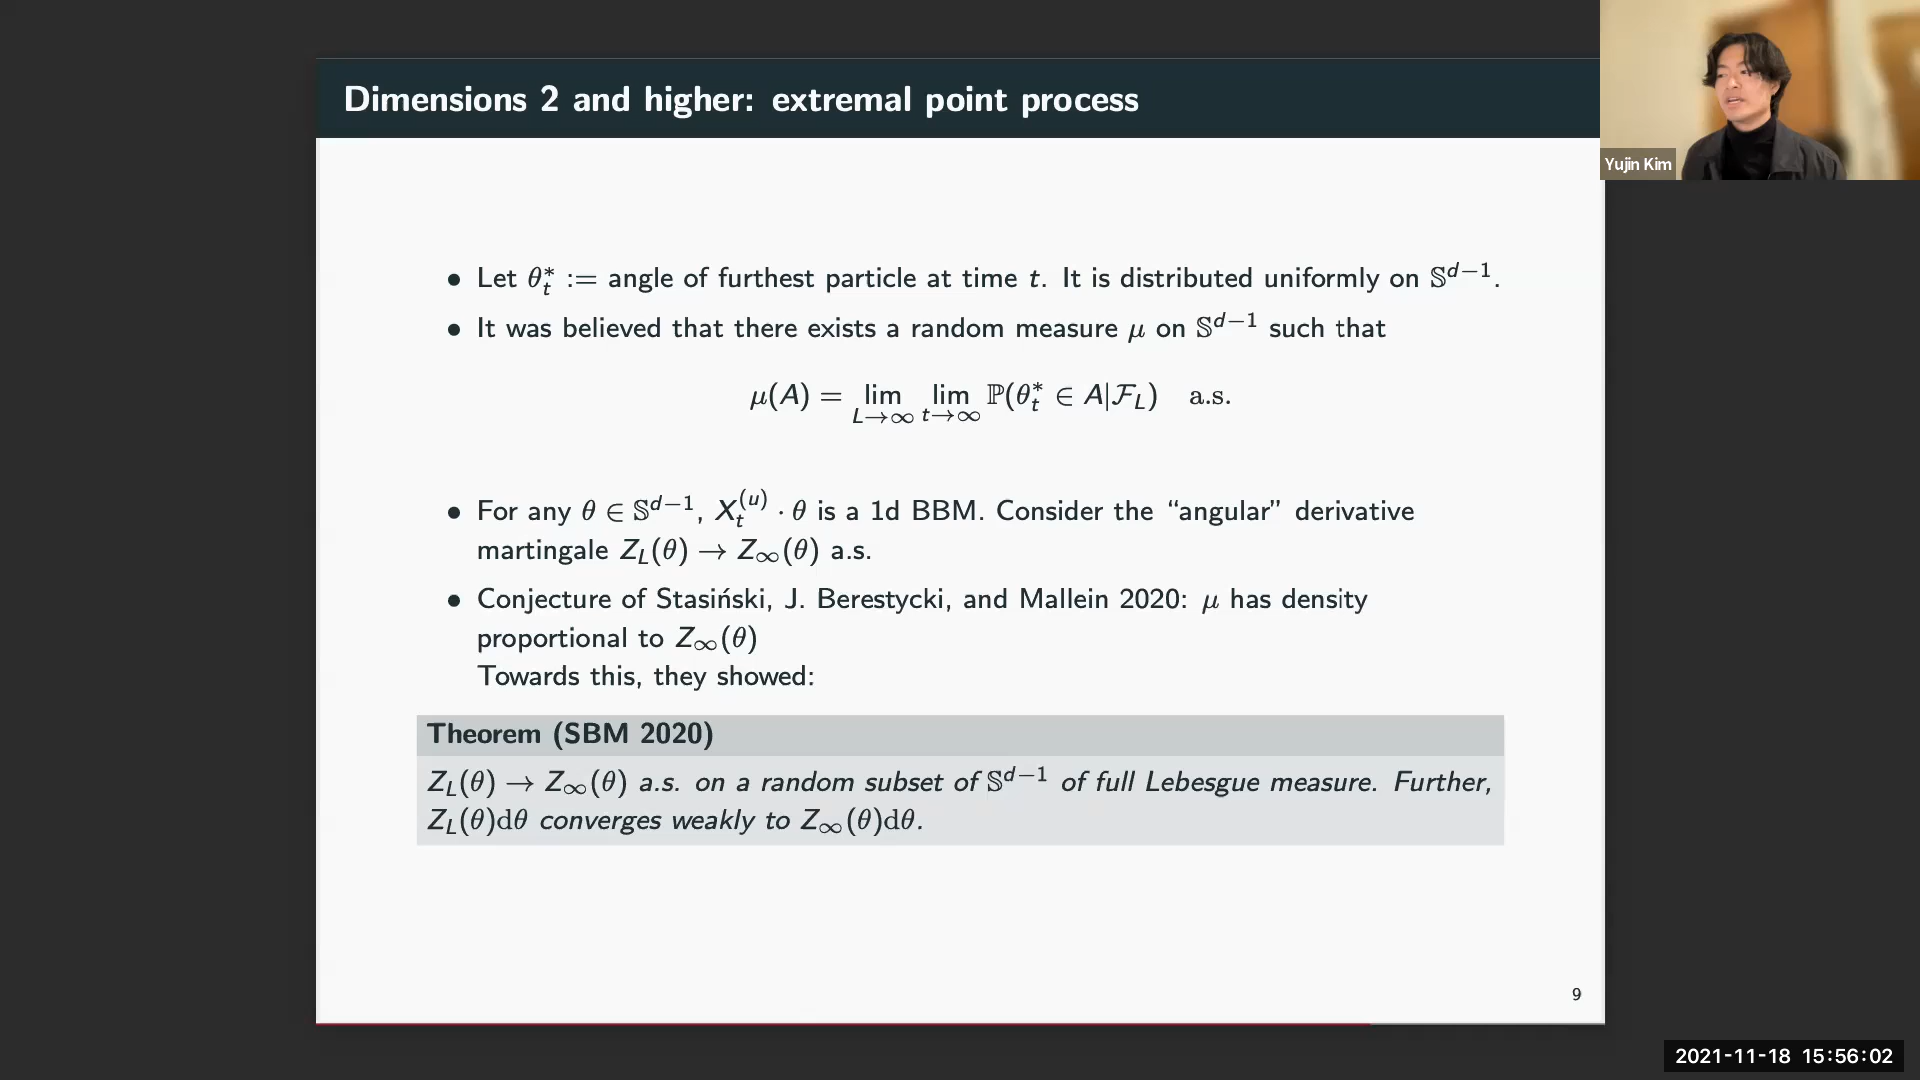 Dimensions 2 and higher: extremal point process
Yujin Kim
• Let θ*ₜ := angle of furthest particle at time t. It is distributed uniformly on 𝕊ᵈ⁻¹.
• It was believed that there exists a random measure μ on 𝕊ᵈ⁻¹ such that
μ(A) = lim_{L→∞} lim_{t→∞} ℙ(θ*ₜ ∈ A|ℱ_L) a.s.
• For any θ ∈ 𝕊ᵈ⁻¹, Xₜ⁽ᵘ⁾ · θ is a 1d BBM. Consider the “angular” derivative
martingale Z_L(θ) → Z_∞(θ) a.s.
• Conjecture of Stasiński, J. Berestycki, and Mallein 2020: μ has density
proportional to Z_∞(θ)
Towards this, they showed:
Theorem (SBM 2020)
Z_L(θ) → Z_∞(θ) a.s. on a random subset of 𝕊ᵈ⁻¹ of full Lebesgue measure. Further,
Z_L(θ)dθ converges weakly to Z_∞(θ)dθ.
9
2021-11-18 15:56:02